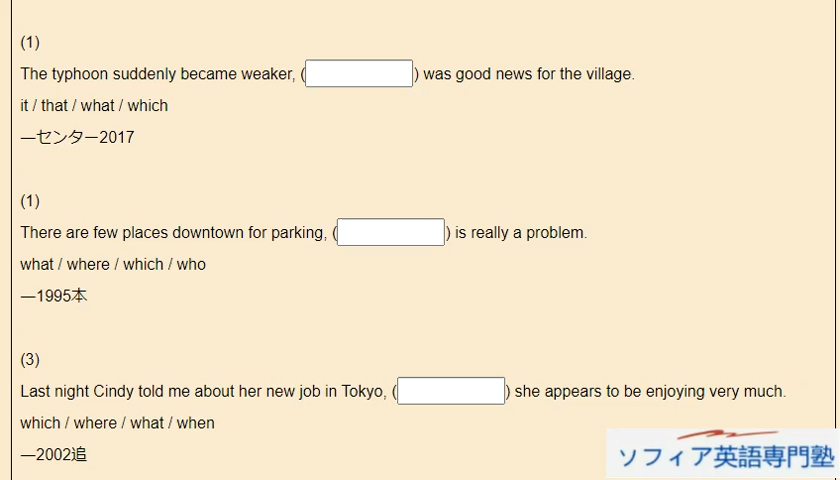 (1)
The typhoon suddenly became weaker, ( ) was good news for the village.
it / that / what / which
―センター2017
(1)
There are few places downtown for parking, ( ) is really a problem.
what / where / which / who
―1995本
(3)
Last night Cindy told me about her new job in Tokyo, ( ) she appears to be enjoying very much.
which / where / what / when
―2002追
ソフィア英語専門塾